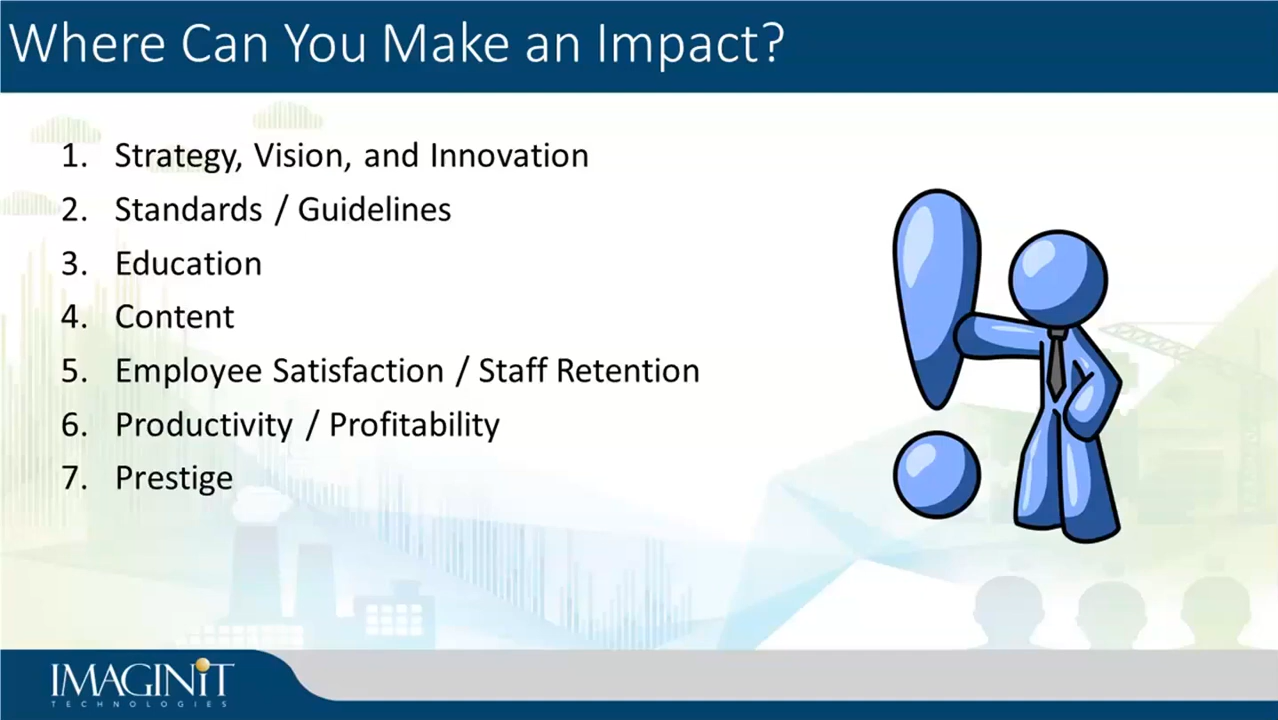 Where Can You Make an Impact?
1. Strategy, Vision, and Innovation
2. Standards / Guidelines
3. Education
4. Content
5. Employee Satisfaction / Staff Retention
6. Productivity / Profitability
7. Prestige
IMAGINiT
TECHNOLOGIES